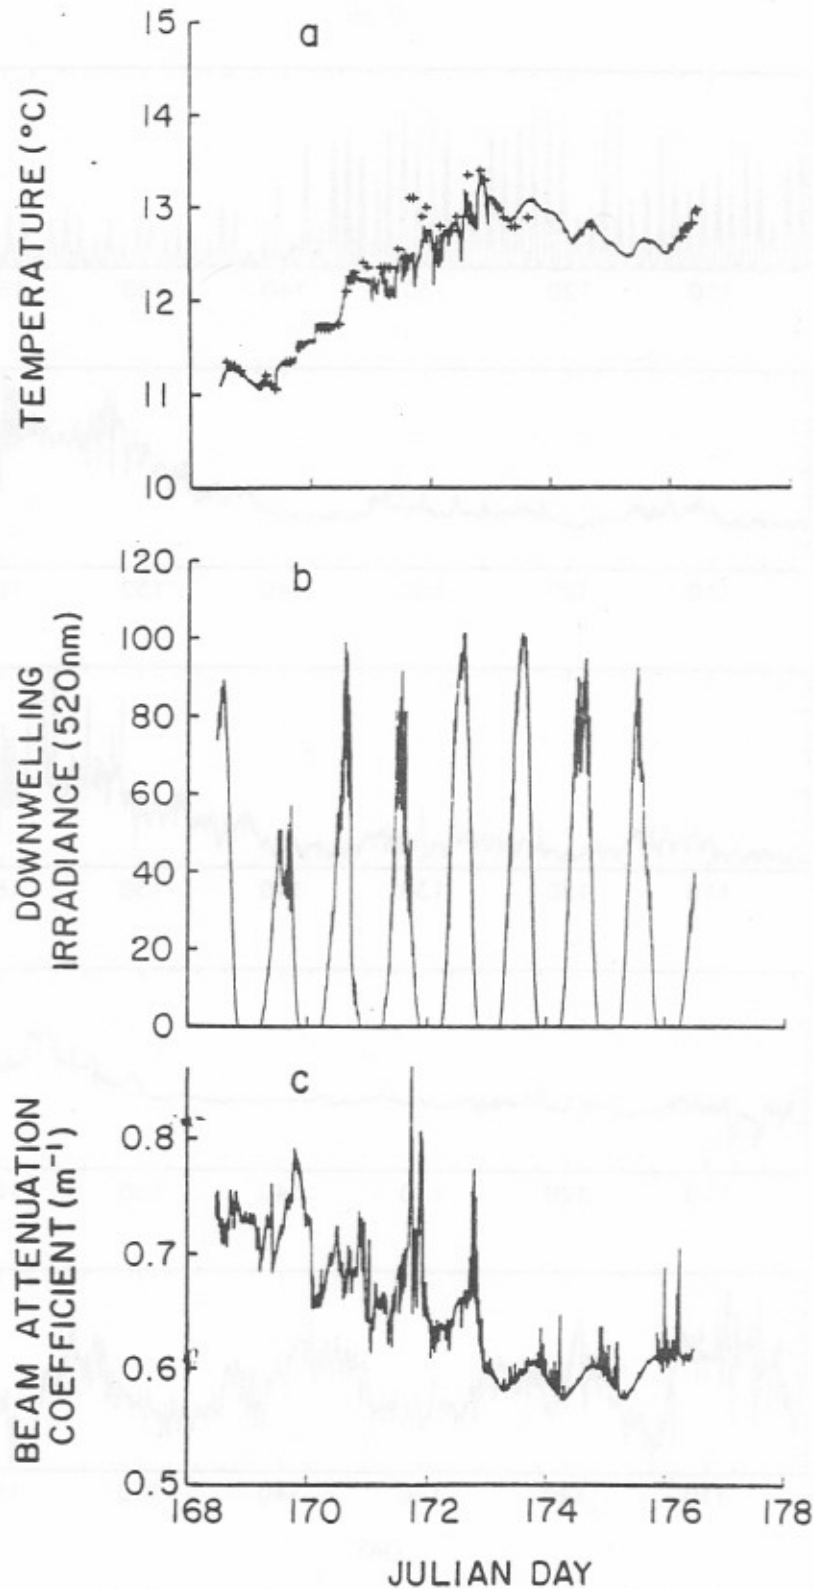 a
TEMPERATURE (°C)
15
14
13
12
11
10
b
DOWNWELLING
IRRADIANCE (520nm)
120
100
80
60
40
20
0
c
BEAM ATTENUATION
COEFFICIENT (m⁻¹)
0.8
0.7
0.6
0.5
168 170 172 174 176 178
JULIAN DAY